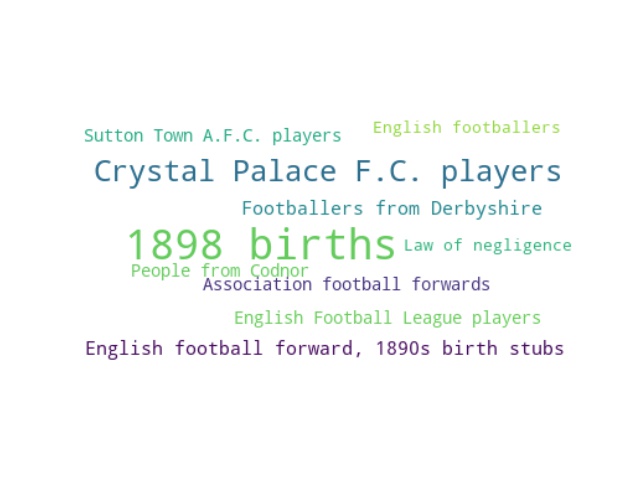 English footballers
Sutton Town A.F.C. players
Crystal Palace F.C. players
Footballers from Derbyshire
1898 births
Law of negligence
People from Codnor
Association football forwards
English Football League players
English football forward, 1890s birth stubs